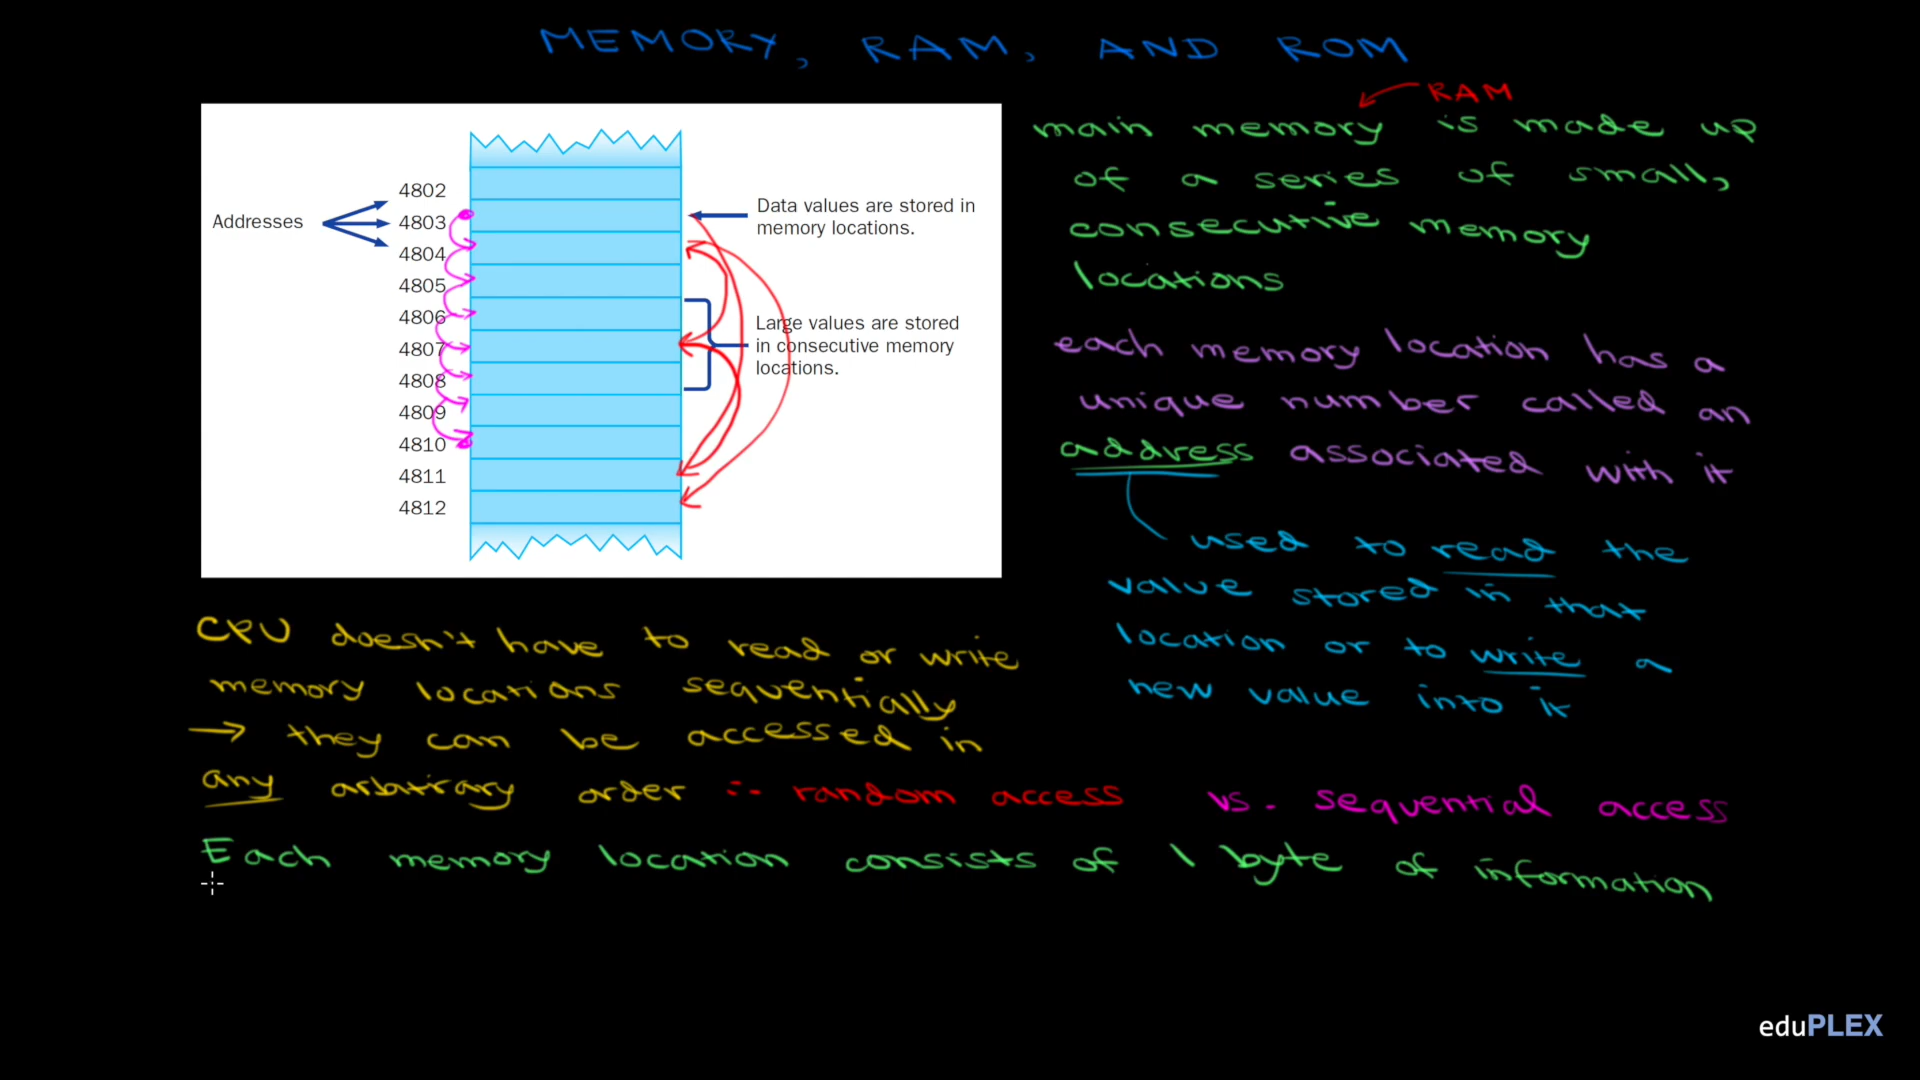 MEMORY, RAM, AND ROM
RAM
main memory is made up
of a series of small,
consecutive memory
locations
each memory location has a
unique number called an
address associated with it
used to read the
value stored in that
location or to write a
new value into it
Addresses
4802
4803
4804
4805
4806
4807
4808
4809
4810
4811
4812
Data values are stored in
memory locations.
Large values are stored
in consecutive memory
locations.
CPU doesn't have to read or write
memory locations sequentially
→ they can be accessed in
any arbitrary order ∴ random access vs. sequential access
Each memory location consists of 1 byte of information
eduPLEX